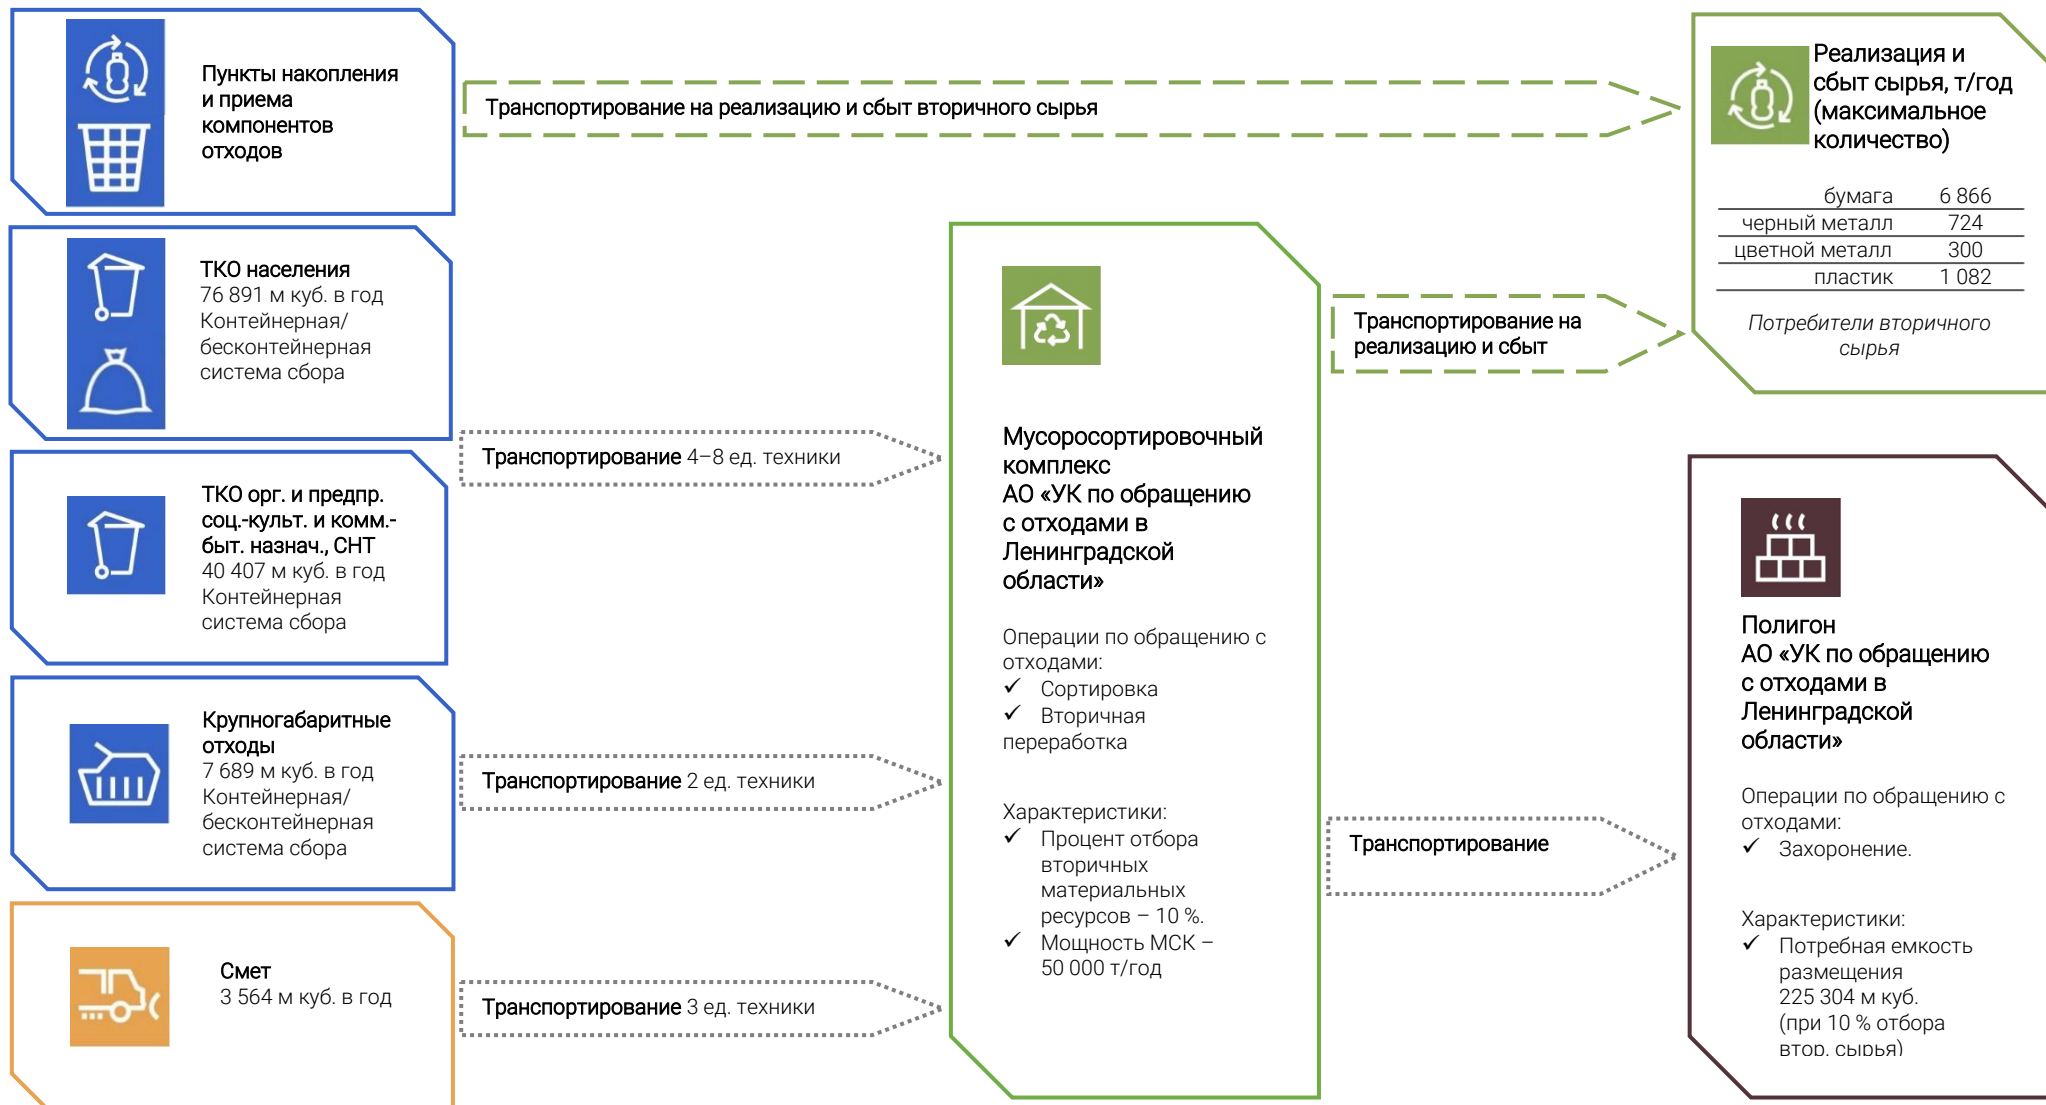 Пункты накопления
и приема
компонентов
отходов
Транспортирование на реализацию и сбыт вторичного сырья
Реализация и
сбыт сырья, т/год
(максимальное
количество)
бумага 6 866
черный металл 724
цветной металл 300
пластик 1 082
Потребители вторичного
сырья
ТКО населения
76 891 м куб. в год
Контейнерная/
бесконтейнерная
система сбора
Транспортирование 4–8 ед. техники
ТКО орг. и предпр.
соц.-культ. и комм.-
быт. назнач., СНТ
40 407 м куб. в год
Контейнерная
система сбора
Крупногабаритные
отходы
7 689 м куб. в год
Контейнерная/
бесконтейнерная
система сбора
Транспортирование 2 ед. техники
Смет
3 564 м куб. в год
Транспортирование 3 ед. техники
Мусоросортировочный
комплекс
АО «УК по обращению
с отходами в
Ленинградской
области»
Операции по обращению с
отходами:
✓ Сортировка
✓ Вторичная
переработка
Характеристики:
✓ Процент отбора
вторичных
материальных
ресурсов – 10 %.
✓ Мощность МСК –
50 000 т/год
Транспортирование на
реализацию и сбыт
Транспортирование
Полигон
АО «УК по обращению
с отходами в
Ленинградской
области»
Операции по обращению с
отходами:
✓ Захоронение.
Характеристики:
✓ Потребная емкость
размещения
225 304 м куб.
(при 10 % отбора
втор. сырья)